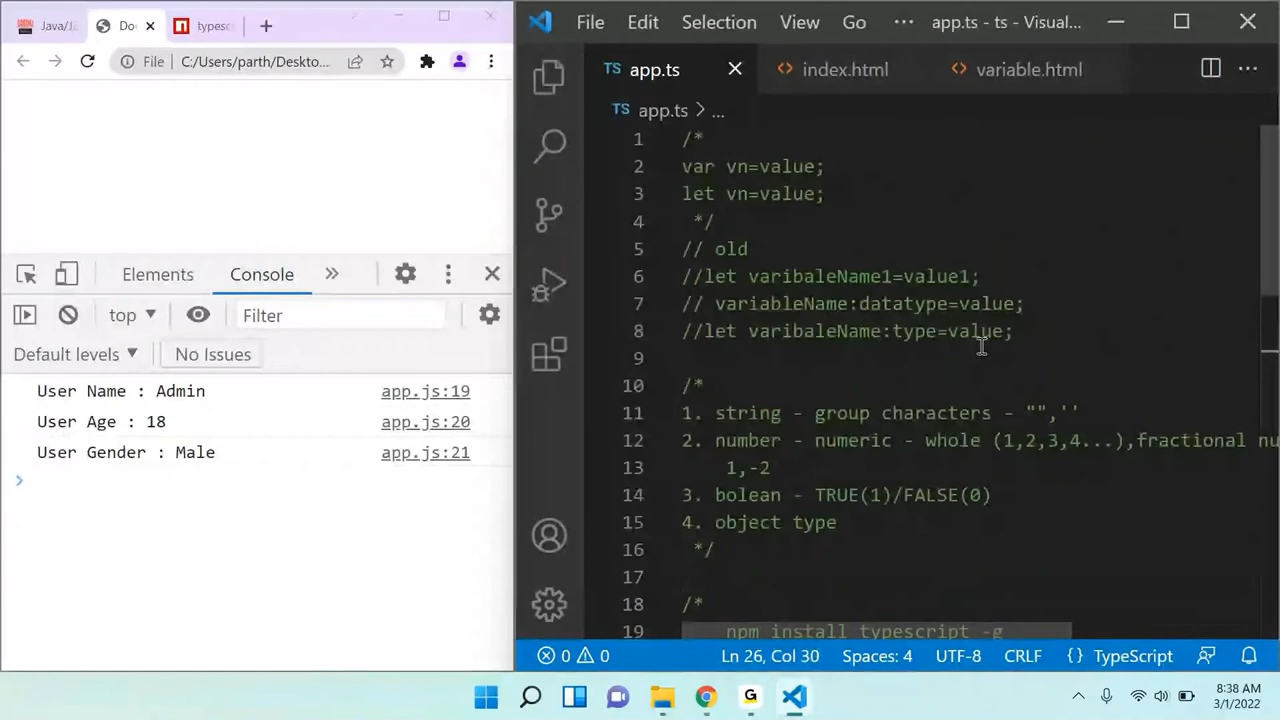 Java/Ja
Do
typesc
File C:/Users/parth/Deskto...
Elements Console
top Filter
Default levels No Issues
User Name : Admin app.js:19
User Age : 18 app.js:20
User Gender : Male app.js:21
File Edit Selection View Go ... app.ts - ts - Visual...
TS app.ts index.html variable.html
TS app.ts > ...
1 /*
2 var vn=value;
3 let vn=value;
4 */
5 // old
6 //let varibaleName1=value1;
7 // variableName:datatype=value;
8 //let varibaleName:type=value;
9
10 /*
11 1. string - group characters - "",''
12 2. number - numeric - whole (1,2,3,4...),fractional nu
13 1,-2
14 3. bolean - TRUE(1)/FALSE(0)
15 4. object type
16 */
17
18 /*
19 npm install typescript -g
0 0 Ln 26, Col 30 Spaces: 4 UTF-8 CRLF {} TypeScript
G
8:38 AM
3/1/2022